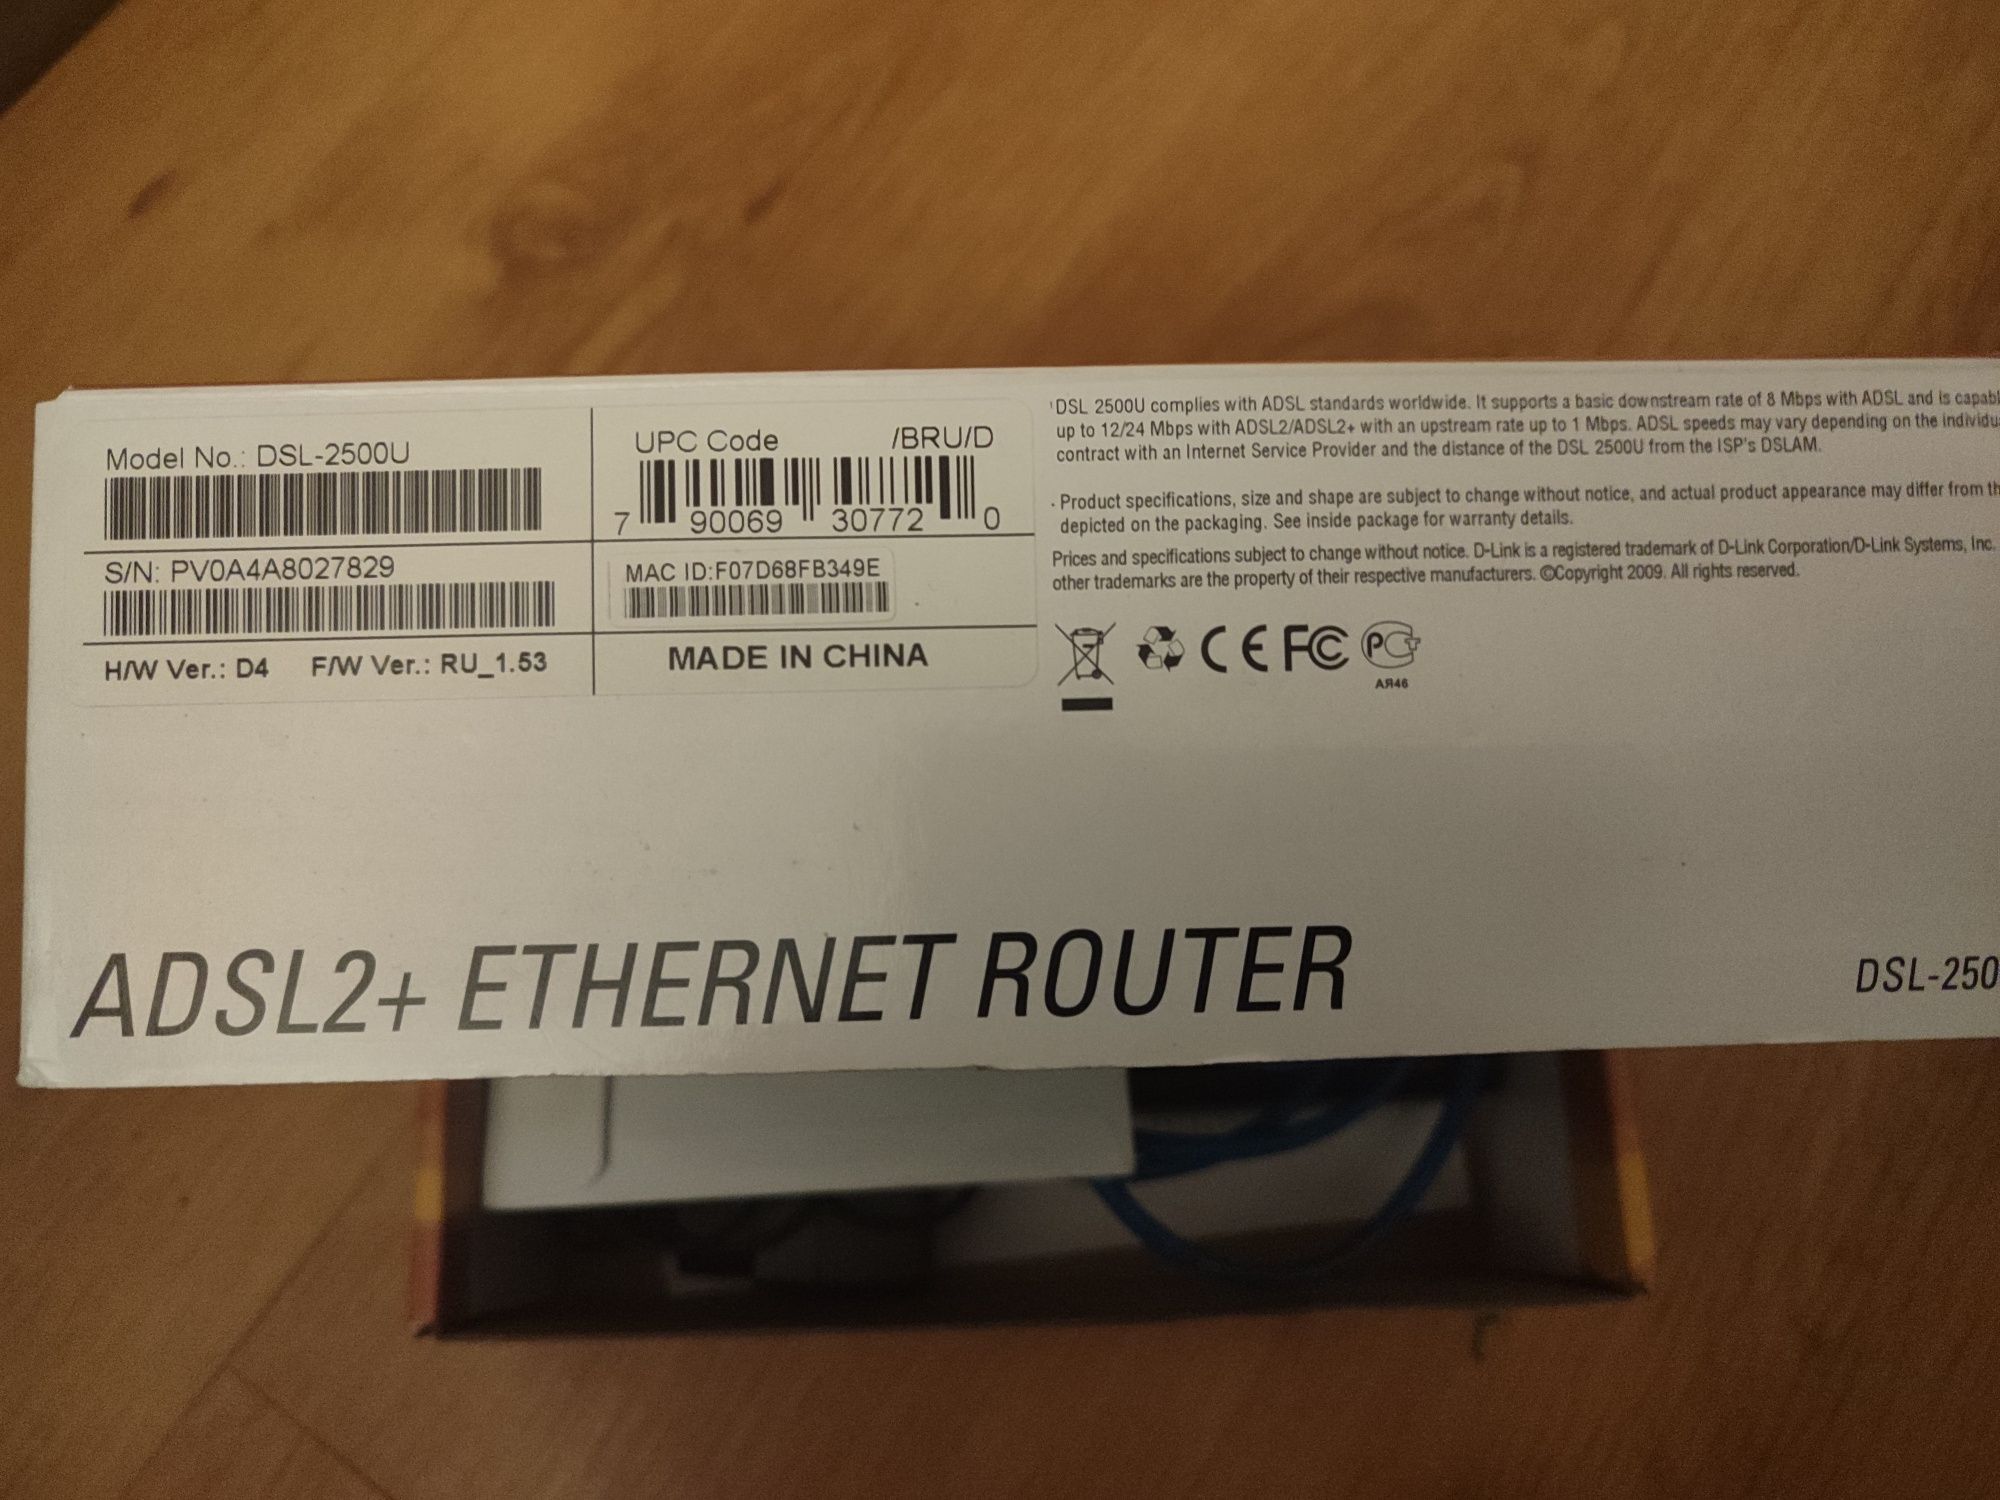 Model No.: DSL-2500U
UPC Code /BRU/D
7 90069 30772 0
S/N: PV0A4A8027829
MAC ID:F07D68FB349E
H/W Ver.: D4 F/W Ver.: RU_1.53
MADE IN CHINA
¹DSL 2500U complies with ADSL standards worldwide. It supports a basic downstream rate of 8 Mbps with ADSL and is capabl
up to 12/24 Mbps with ADSL2/ADSL2+ with an upstream rate up to 1 Mbps. ADSL speeds may vary depending on the individu
contract with an Internet Service Provider and the distance of the DSL 2500U from the ISP's DSLAM.
· Product specifications, size and shape are subject to change without notice, and actual product appearance may differ from th
depicted on the packaging. See inside package for warranty details.
Prices and specifications subject to change without notice. D-Link is a registered trademark of D-Link Corporation/D-Link Systems, Inc.
other trademarks are the property of their respective manufacturers. ©Copyright 2009. All rights reserved.
CE FC PCT
АЯ46
ADSL2+ ETHERNET ROUTER
DSL-250